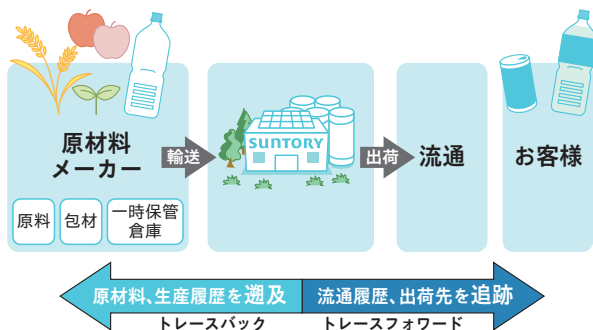 原材料
メーカー
原料
包材
一時保管
倉庫
輸送
SUNTORY
出荷
流通
お客様
原材料、生産履歴を遡及
流通履歴、出荷先を追跡
トレースバック
トレースフォワード